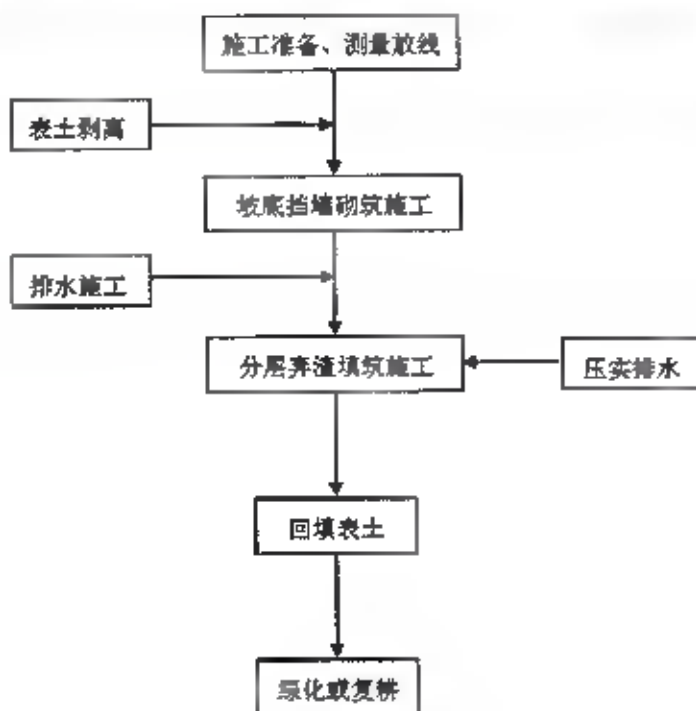 施工准备、测量放线
表土剥离
坡底挡墙砌筑施工
排水施工
分层弃渣填筑施工
压实排水
回填表土
绿化或复耕